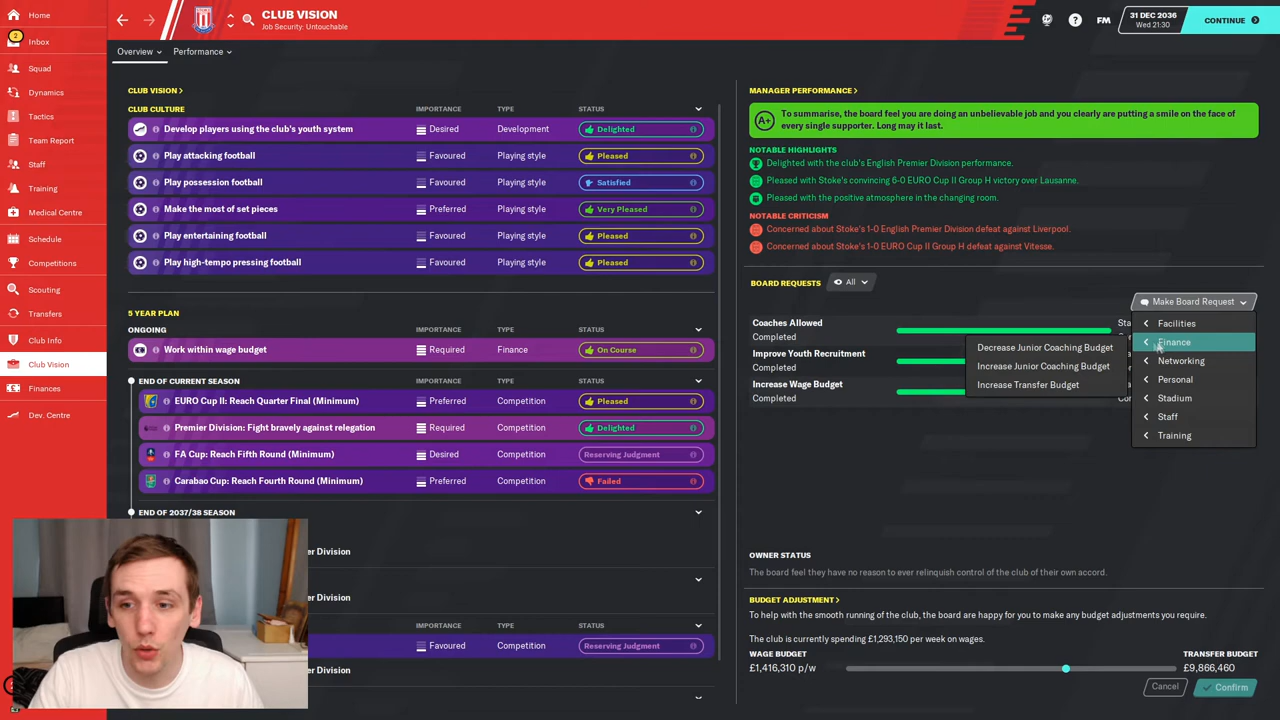 Home
2
Inbox
Squad
Dynamics
Tactics
Team Report
Staff
Training
Medical Centre
Schedule
Competitions
Scouting
Transfers
Club Info
Club Vision
Finances
Dev. Centre
CLUB VISION
Job Security: Untouchable
FM
31 DEC 2036
Wed 21:30
CONTINUE
Overview
Performance
CLUB VISION >
CLUB CULTURE IMPORTANCE TYPE STATUS
Develop players using the club's youth system Desired Development Delighted
Play attacking football Favoured Playing style Pleased
Play possession football Favoured Playing style Satisfied
Make the most of set pieces Preferred Playing style Very Pleased
Play entertaining football Favoured Playing style Pleased
Play high-tempo pressing football Favoured Playing style Pleased
5 YEAR PLAN
ONGOING IMPORTANCE TYPE STATUS
Work within wage budget Required Finance On Course
END OF CURRENT SEASON IMPORTANCE TYPE STATUS
EURO Cup II: Reach Quarter Final (Minimum) Required Competition Pleased
Premier Division: Fight bravely against relegation Required Competition Delighted
FA Cup: Reach Fifth Round (Minimum) Desired Competition Reserving Judgment
Carabao Cup: Reach Fourth Round (Minimum) Preferred Competition Failed
END OF 2037/38 SEASON IMPORTANCE TYPE STATUS
er Division
er Division
IMPORTANCE TYPE STATUS
Favoured Competition Reserving Judgment
er Division
MANAGER PERFORMANCE >
A+
To summarise, the board feel you are doing an unbelievable job and you clearly are putting a smile on the face of
every single supporter. Long may it last.
NOTABLE HIGHLIGHTS
Delighted with the club's English Premier Division performance.
Pleased with Stoke's convincing 6-0 EURO Cup II Group H victory over Lausanne.
Pleased with the positive atmosphere in the changing room.
NOTABLE CRITICISM
Concerned about Stoke's 1-0 English Premier Division defeat against Liverpool.
Concerned about Stoke's 1-0 EURO Cup II Group H defeat against Vitesse.
BOARD REQUESTS All
Make Board Request
Facilities
Finance
Networking
Personal
Stadium
Staff
Training
Decrease Junior Coaching Budget
Increase Junior Coaching Budget
Increase Transfer Budget
Coaches Allowed Sta
Completed
Improve Youth Recruitment
Completed
Increase Wage Budget
Completed
OWNER STATUS
The board feel they have no reason to ever relinquish control of the club of their own accord.
BUDGET ADJUSTMENT >
To help with the smooth running of the club, the board are happy for you to make any budget adjustments you require.
The club is currently spending £1,293,150 per week on wages.
WAGE BUDGET TRANSFER BUDGET
£1,416,310 p/w £9,866,460
Cancel Confirm